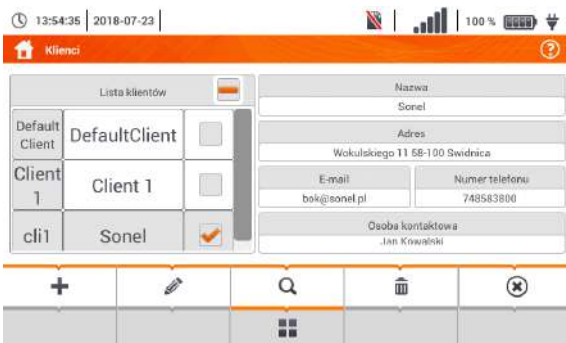 13:54:35 2018-07-23 100 %
Klienci
Lista klientów
Default Client
DefaultClient
Client 1
Client 1
cli1
Sonel
Nazwa
Sonel
Adres
Wokulskiego 11 58-100 Swidnica
E-mail
Numer telefonu
bok@sonel.pl
748583800
Osoba kontaktowa
Jan Kowalski